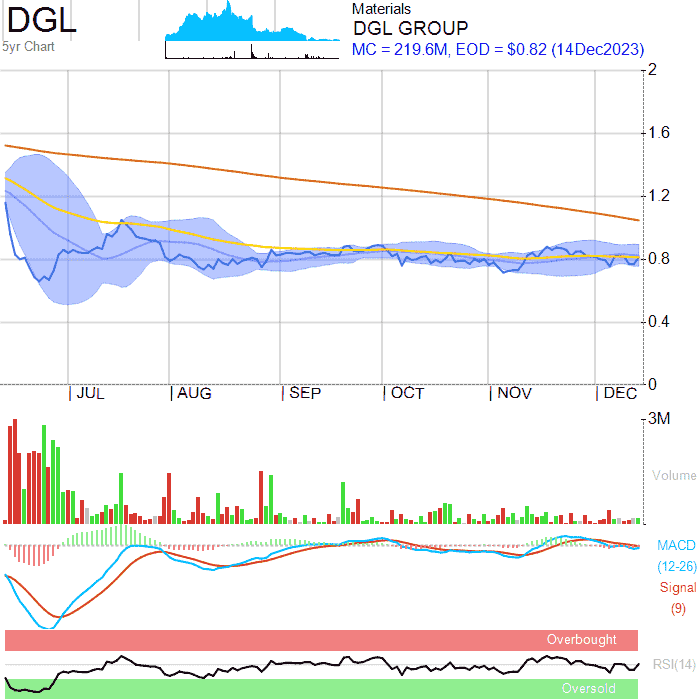 DGL
5yr Chart
Materials
DGL GROUP
MC = 219.6M, EOD = $0.82 (14Dec2023)
2
1.6
1.2
0.8
0.4
0
JUL AUG SEP OCT NOV DEC
3M
Volume
MACD
(12-26)
Signal
(9)
Overbought
RSI(14)
Oversold